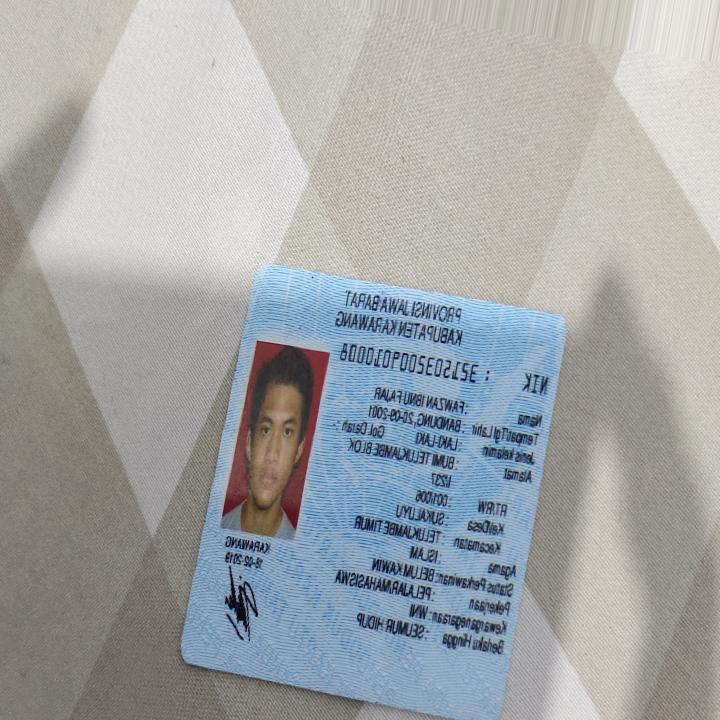 PROVINSI JAWA BARAT
KABUPATEN KARAWANG
NIK : 3215032009010008
Nama : FAWZAN IBNU FAJAR
Tempat/Tgl Lahir : BANDUNG, 20-09-2001
Jenis kelamin : LAKI-LAKI Gol. Darah : -
Alamat : BUMI TELUKJAMBE BLOK
I/237
RT/RW : 001/006
Kel/Desa : SUKALUYU
Kecamatan : TELUKJAMBE TIMUR
Agama : ISLAM
Status Perkawinan: BELUM KAWIN
Pekerjaan : PELAJAR/MAHASISWA
Kewarganegaraan: WNI
Berlaku Hingga : SEUMUR HIDUP
KARAWANG
18-02-2019